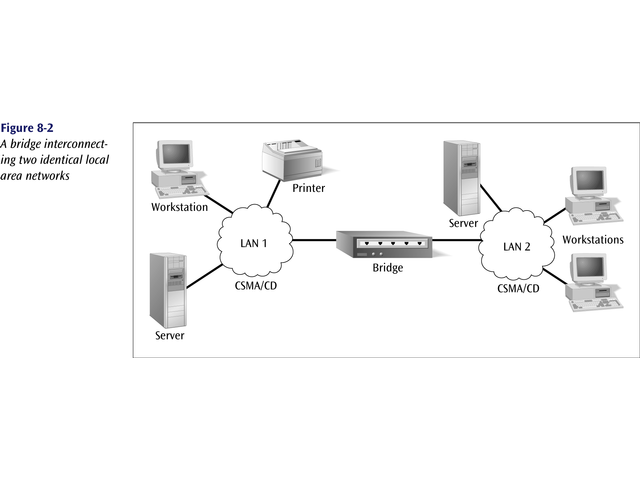 Figure 8-2
A bridge interconnect-
ing two identical local
area networks
Printer
Workstation
Server
LAN 1
LAN 2
Workstations
Bridge
CSMA/CD
CSMA/CD
Server